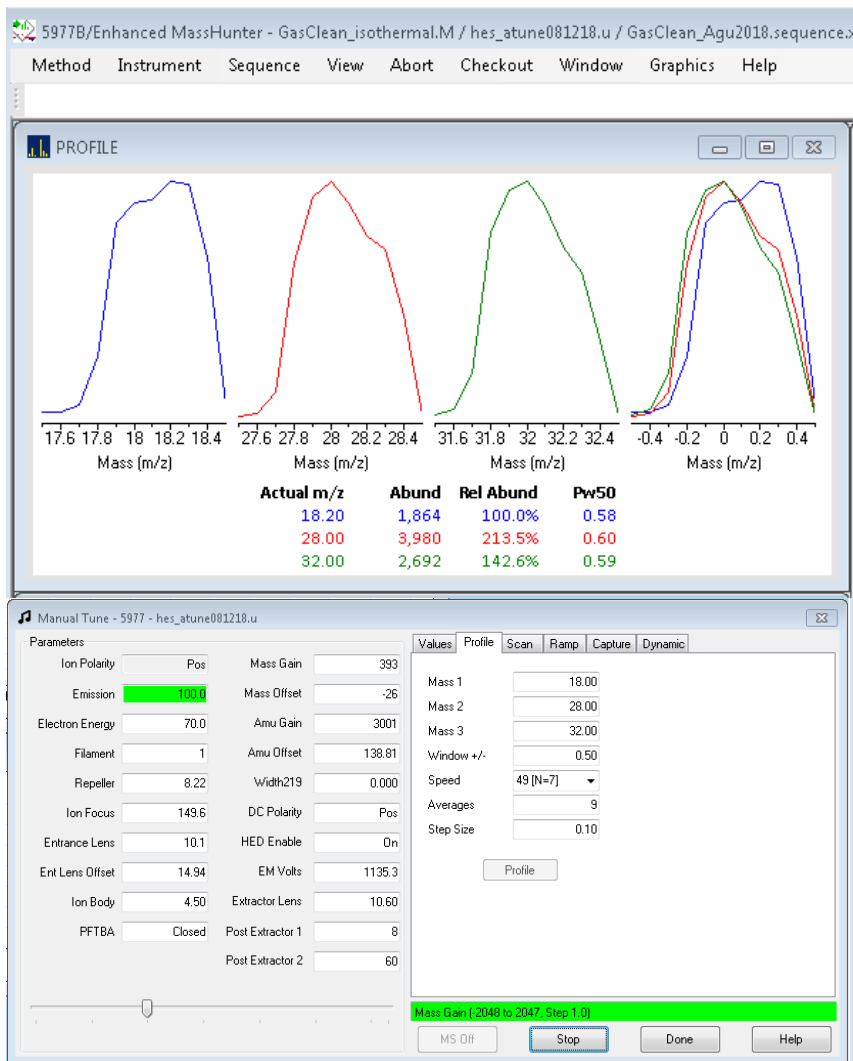 5977B/Enhanced MassHunter - GasClean_isothermal.M / hes_atune081218.u / GasClean_Agu2018.sequence.x
Method Instrument Sequence View Abort Checkout Window Graphics Help
PROFILE
17.6 17.8 18 18.2 18.4 27.6 27.8 28 28.2 28.4 31.6 31.8 32 32.2 32.4 -0.4 -0.2 0 0.2 0.4
Mass (m/z) Mass (m/z) Mass (m/z) Mass (m/z)
Actual m/z Abund Rel Abund Pw50
18.20 1,864 100.0% 0.58
28.00 3,980 213.5% 0.60
32.00 2,692 142.6% 0.59
Manual Tune - 5977 - hes_atune081218.u
Parameters
Ion Polarity Pos
Emission 100.0
Electron Energy 70.0
Filament 1
Repeller 8.22
Ion Focus 149.6
Entrance Lens 10.1
Ent Lens Offset 14.94
Ion Body 4.50
PFTBA Closed
Mass Gain 393
Mass Offset -26
Amu Gain 3001
Amu Offset 138.81
Width219 0.000
DC Polarity Pos
HED Enable On
EM Volts 1135.3
Extractor Lens 10.60
Post Extractor 1 8
Post Extractor 2 60
Values Profile Scan Ramp Capture Dynamic
Mass 1 18.00
Mass 2 28.00
Mass 3 32.00
Window +/- 0.50
Speed 49 [N=7]
Averages 9
Step Size 0.10
Profile
Mass Gain (-2048 to 2047, Step 1.0)
MS Off Stop Done Help